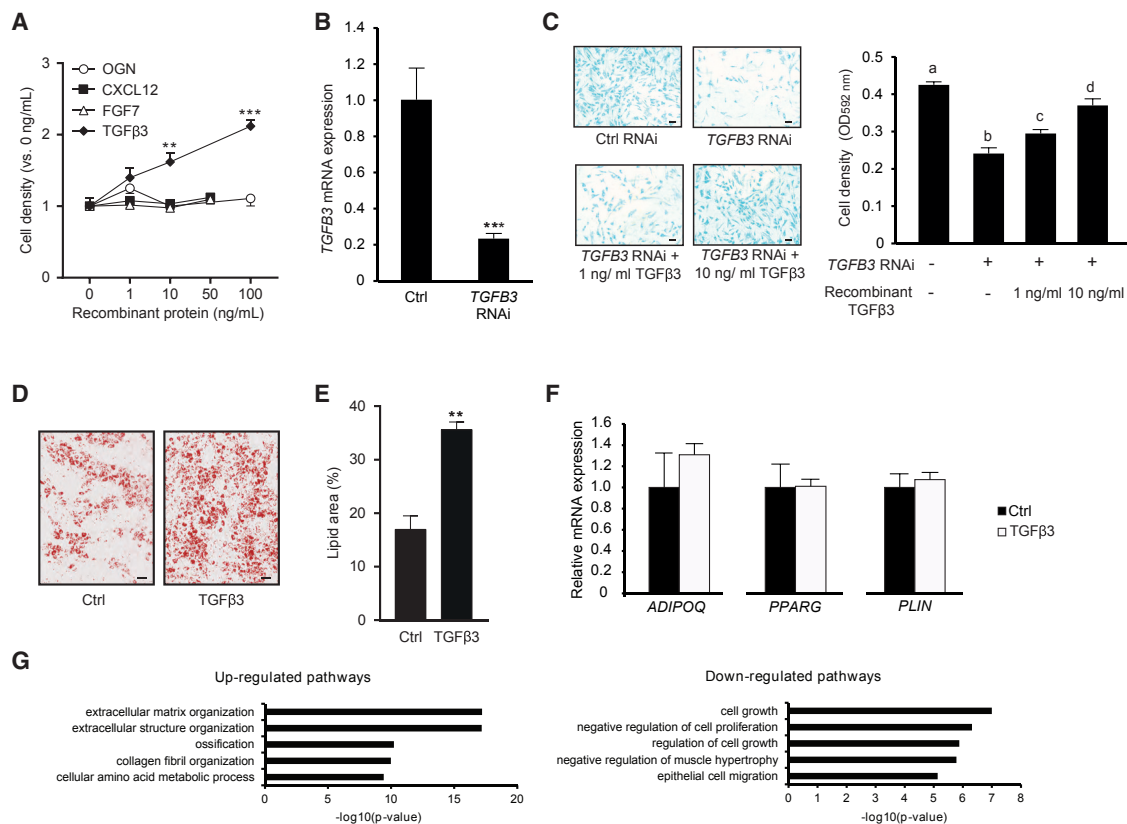 A
Cell density (vs. 0 ng/mL)
3
2
1
0
OGN
CXCL12
FGF7
TGFβ3
**
***
0 1 10 50 100
Recombinant protein (ng/mL)
B
TGFB3 mRNA expression
1.4
1.2
1.0
0.8
0.6
0.4
0.2
0
***
Ctrl
TGFB3
RNAi
C
Ctrl RNAi
TGFB3 RNAi
TGFB3 RNAi +
1 ng/ ml TGFβ3
TGFB3 RNAi +
10 ng/ ml TGFβ3
Cell density (OD592 nm)
0.5
0.4
0.3
0.2
0.1
0
a
b
c
d
TGFB3 RNAi - + + +
Recombinant
TGFβ3
- - 1 ng/ml 10 ng/ml
D
Ctrl
TGFβ3
E
Lipid area (%)
40
30
20
10
0
**
Ctrl TGFβ3
F
Relative mRNA expression
1.6
1.4
1.2
1.0
0.8
0.6
0.4
0.2
0
ADIPOQ
PPARG
PLIN
Ctrl
TGFβ3
G
Up-regulated pathways
extracellular matrix organization
extracellular structure organization
ossification
collagen fibril organization
cellular amino acid metabolic process
0 5 10 15 20
-log10(p-value)
Down-regulated pathways
cell growth
negative regulation of cell proliferation
regulation of cell growth
negative regulation of muscle hypertrophy
epithelial cell migration
0 1 2 3 4 5 6 7 8
-log10(p-value)